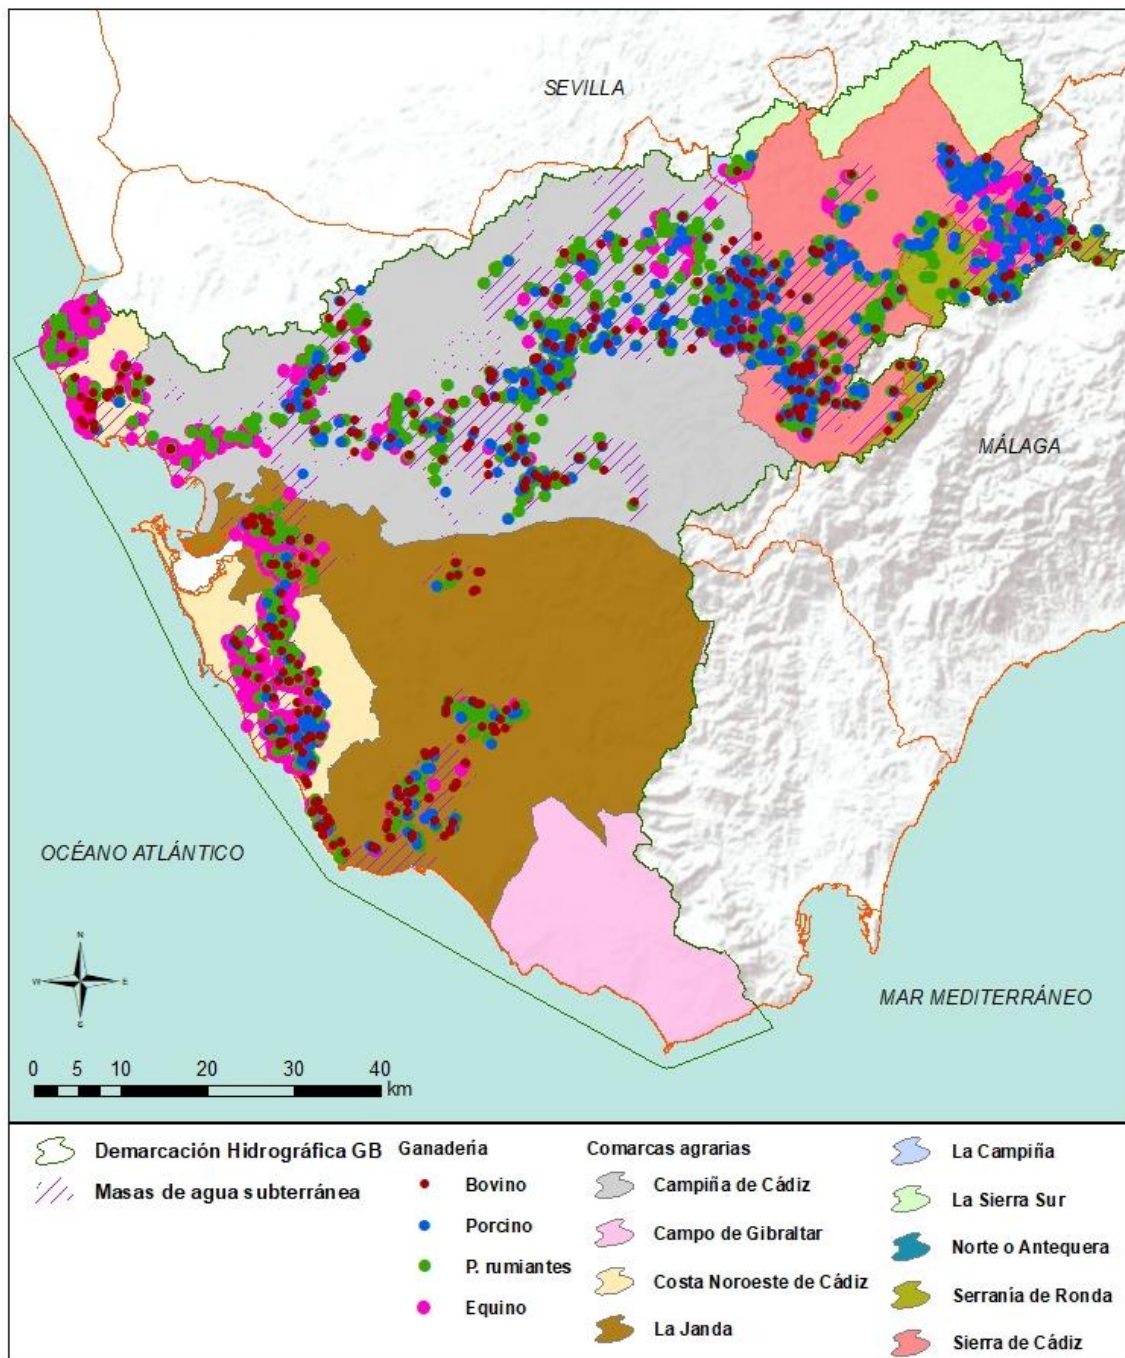 SEVILLA
MÁLAGA
OCÉANO ATLÁNTICO
MAR MEDITERRÁNEO
N
W E
S
0 5 10 20 30 40
km
Demarcación Hidrográfica GB
Masas de agua subterránea
Ganadería
Bovino
Porcino
P. rumiantes
Equino
Comarcas agrarias
Campiña de Cádiz
Campo de Gibraltar
Costa Noroeste de Cádiz
La Janda
La Campiña
La Sierra Sur
Norte o Antequera
Serranía de Ronda
Sierra de Cádiz